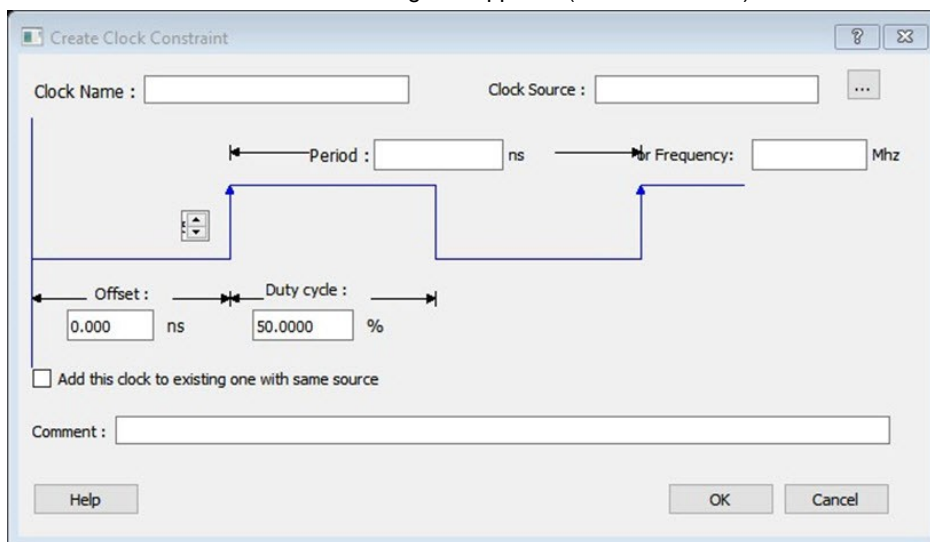 Create Clock Constraint
Clock Name :
Clock Source :
...
Period :
ns
or Frequency:
Mhz
Offset :
Duty cycle :
0.000 ns
50.0000 %
Add this clock to existing one with same source
Comment :
Help
OK
Cancel